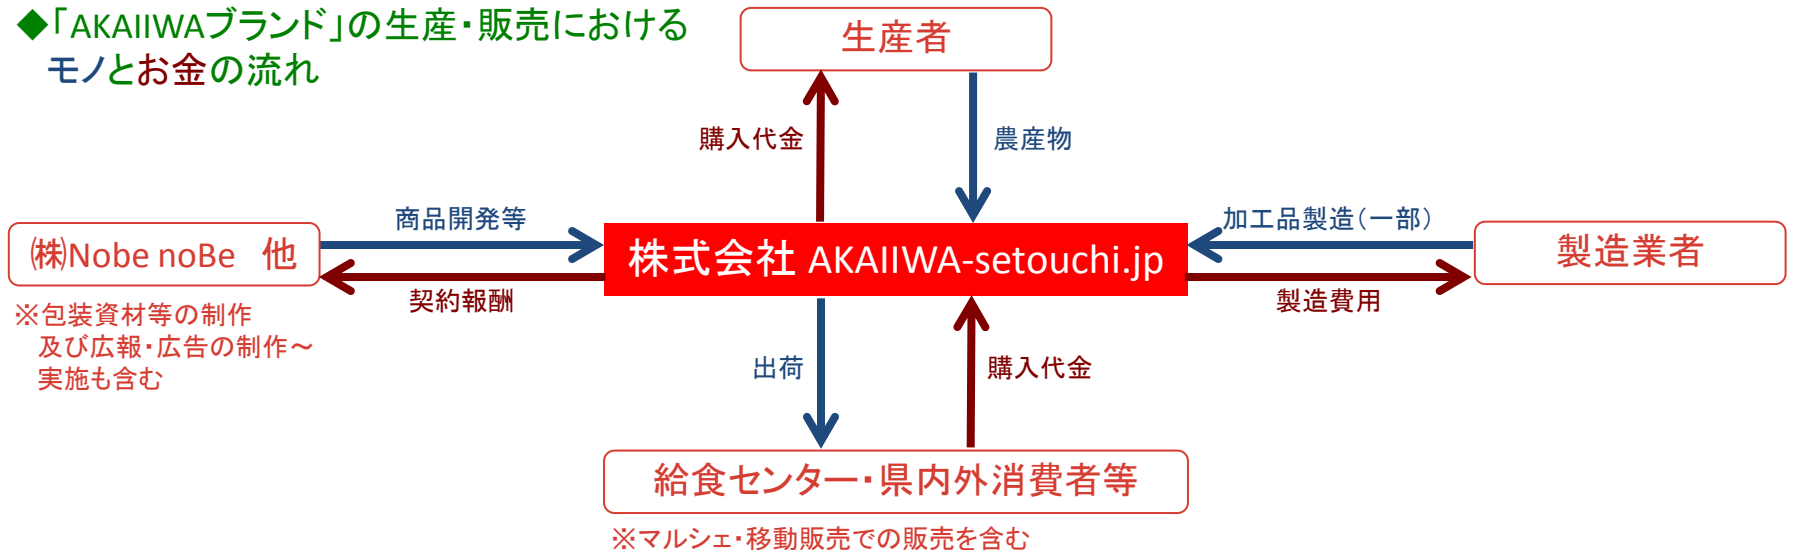 ◆「AKAIIWAブランド」の生産・販売における
モノとお金の流れ
生産者
購入代金
農産物
商品開発等
加工品製造(一部)
㈱Nobe noBe 他
株式会社 AKAIIWA-setouchi.jp
製造業者
契約報酬
製造費用
※包装資材等の制作
及び広報・広告の制作～
実施も含む
出荷
購入代金
給食センター・県内外消費者等
※マルシェ・移動販売での販売を含む